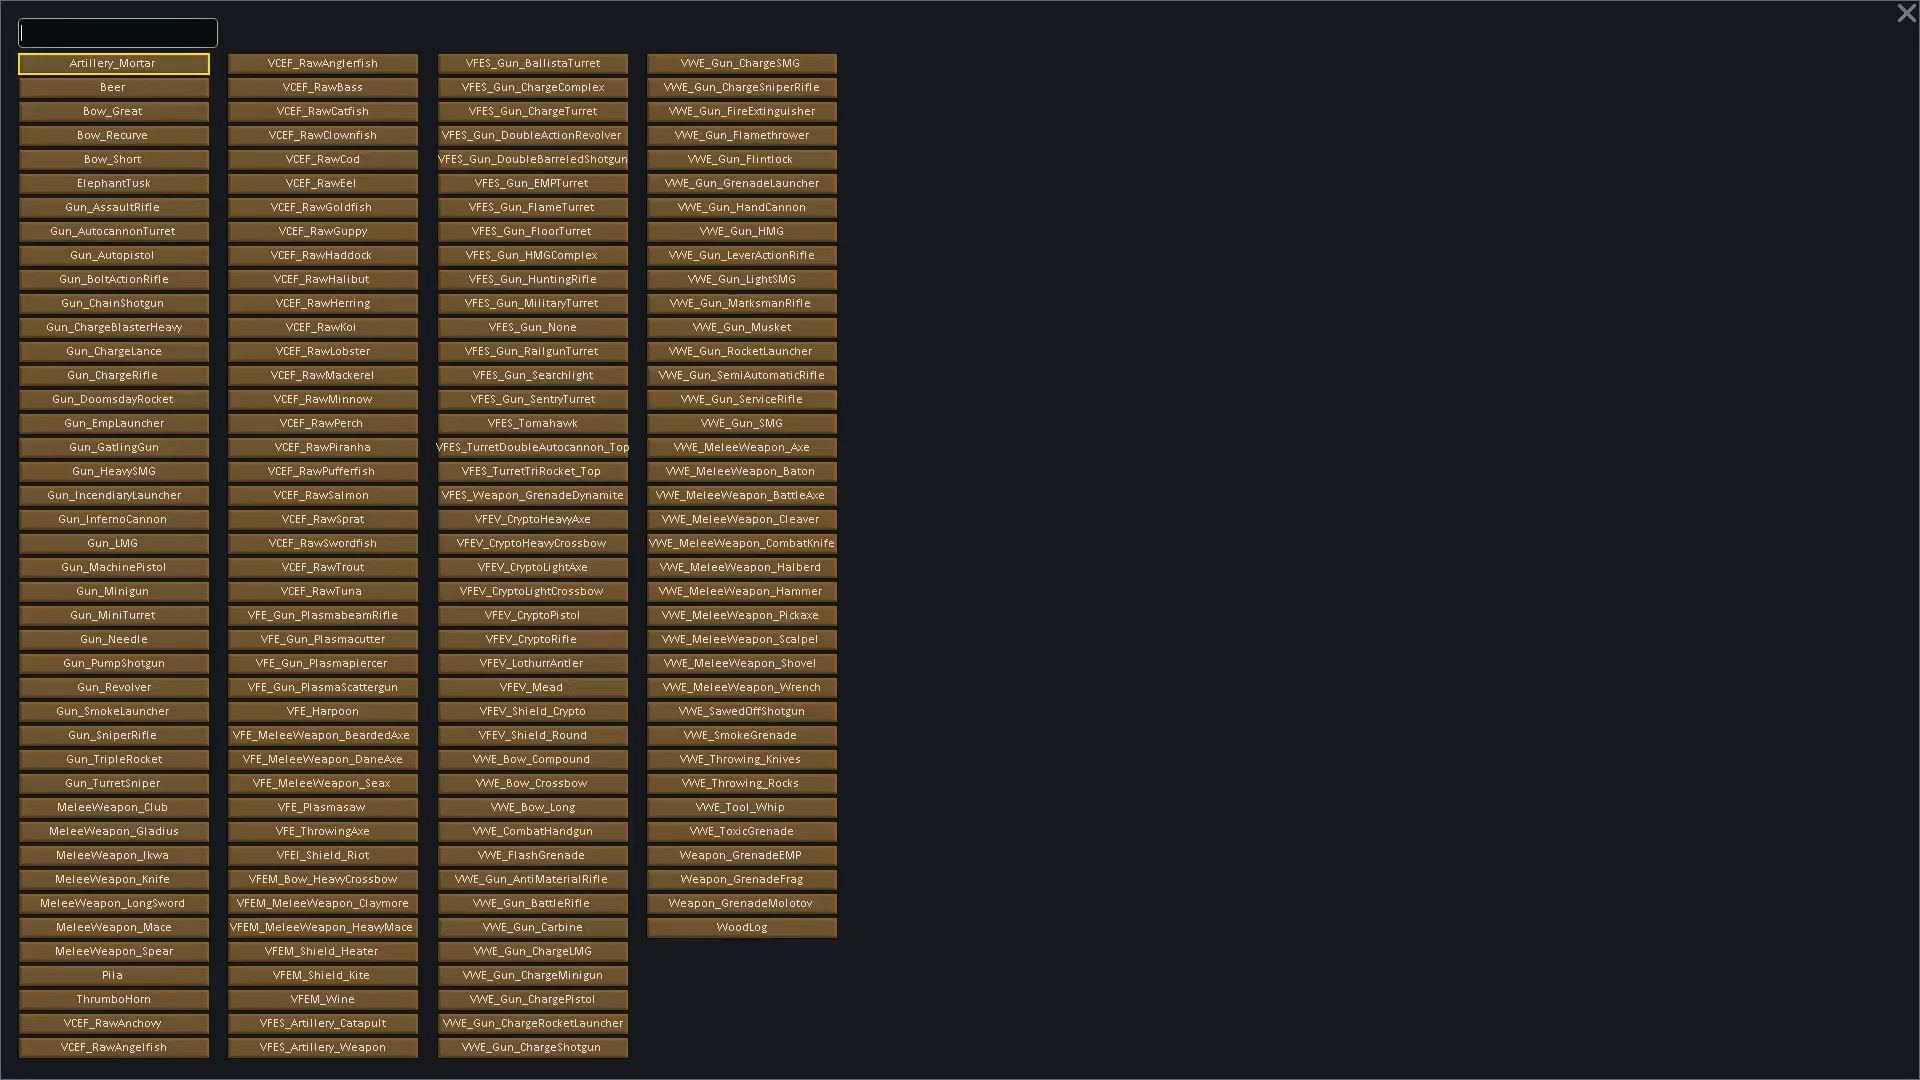 Artillery_Mortar
Beer
Bow_Great
Bow_Recurve
Bow_Short
ElephantTusk
Gun_AssaultRifle
Gun_AutocannonTurret
Gun_Autopistol
Gun_BoltActionRifle
Gun_ChainShotgun
Gun_ChargeBlasterHeavy
Gun_ChargeLance
Gun_ChargeRifle
Gun_DoomsdayRocket
Gun_EmpLauncher
Gun_GatlingGun
Gun_HeavySMG
Gun_IncendiaryLauncher
Gun_InfernoCannon
Gun_LMG
Gun_MachinePistol
Gun_Minigun
Gun_MiniTurret
Gun_Needle
Gun_PumpShotgun
Gun_Revolver
Gun_SmokeLauncher
Gun_SniperRifle
Gun_TripleRocket
Gun_TurretSniper
MeleeWeapon_Club
MeleeWeapon_Gladius
MeleeWeapon_Ikwa
MeleeWeapon_Knife
MeleeWeapon_LongSword
MeleeWeapon_Mace
MeleeWeapon_Spear
Pila
ThrumboHorn
VCEF_RawAnchovy
VCEF_RawAngelfish
VCEF_RawAnglerfish
VCEF_RawBass
VCEF_RawCatfish
VCEF_RawClownfish
VCEF_RawCod
VCEF_RawEel
VCEF_RawGoldfish
VCEF_RawGuppy
VCEF_RawHaddock
VCEF_RawHalibut
VCEF_RawHerring
VCEF_RawKoi
VCEF_RawLobster
VCEF_RawMackerel
VCEF_RawMinnow
VCEF_RawPerch
VCEF_RawPiranha
VCEF_RawPufferfish
VCEF_RawSalmon
VCEF_RawSprat
VCEF_RawSwordfish
VCEF_RawTrout
VCEF_RawTuna
VFE_Gun_PlasmabeamRifle
VFE_Gun_Plasmacutter
VFE_Gun_Plasmapiercer
VFE_Gun_PlasmaScattergun
VFE_Harpoon
VFE_MeleeWeapon_BeardedAxe
VFE_MeleeWeapon_DaneAxe
VFE_MeleeWeapon_Seax
VFE_Plasmasaw
VFE_ThrowingAxe
VFEI_Shield_Riot
VFEM_Bow_HeavyCrossbow
VFEM_MeleeWeapon_Claymore
VFEM_MeleeWeapon_HeavyMace
VFEM_Shield_Heater
VFEM_Shield_Kite
VFEM_Wine
VFES_Artillery_Catapult
VFES_Artillery_Weapon
VFES_Gun_BallistaTurret
VFES_Gun_ChargeComplex
VFES_Gun_ChargeTurret
VFES_Gun_DoubleActionRevolver
VFES_Gun_DoubleBarreledShotgun
VFES_Gun_EMPTurret
VFES_Gun_FlameTurret
VFES_Gun_FloorTurret
VFES_Gun_HMGComplex
VFES_Gun_HuntingRifle
VFES_Gun_MilitaryTurret
VFES_Gun_None
VFES_Gun_RailgunTurret
VFES_Gun_Searchlight
VFES_Gun_SentryTurret
VFES_Tomahawk
VFES_TurretDoubleAutocannon_Top
VFES_TurretTriRocket_Top
VFES_Weapon_GrenadeDynamite
VFEV_CryptoHeavyAxe
VFEV_CryptoHeavyCrossbow
VFEV_CryptoLightAxe
VFEV_CryptoLightCrossbow
VFEV_CryptoPistol
VFEV_CryptoRifle
VFEV_LothurrAntler
VFEV_Mead
VFEV_Shield_Crypto
VFEV_Shield_Round
VWE_Bow_Compound
VWE_Bow_Crossbow
VWE_Bow_Long
VWE_CombatHandgun
VWE_FlashGrenade
VWE_Gun_AntiMaterialRifle
VWE_Gun_BattleRifle
VWE_Gun_Carbine
VWE_Gun_ChargeLMG
VWE_Gun_ChargeMinigun
VWE_Gun_ChargePistol
VWE_Gun_ChargeRocketLauncher
VWE_Gun_ChargeShotgun
VWE_Gun_ChargeSMG
VWE_Gun_ChargeSniperRifle
VWE_Gun_FireExtinguisher
VWE_Gun_Flamethrower
VWE_Gun_Flintlock
VWE_Gun_GrenadeLauncher
VWE_Gun_HandCannon
VWE_Gun_HMG
VWE_Gun_LeverActionRifle
VWE_Gun_LightSMG
VWE_Gun_MarksmanRifle
VWE_Gun_Musket
VWE_Gun_RocketLauncher
VWE_Gun_SemiAutomaticRifle
VWE_Gun_ServiceRifle
VWE_Gun_SMG
VWE_MeleeWeapon_Axe
VWE_MeleeWeapon_Baton
VWE_MeleeWeapon_BattleAxe
VWE_MeleeWeapon_Cleaver
VWE_MeleeWeapon_CombatKnife
VWE_MeleeWeapon_Halberd
VWE_MeleeWeapon_Hammer
VWE_MeleeWeapon_Pickaxe
VWE_MeleeWeapon_Scalpel
VWE_MeleeWeapon_Shovel
VWE_MeleeWeapon_Wrench
VWE_SawedOffShotgun
VWE_SmokeGrenade
VWE_Throwing_Knives
VWE_Throwing_Rocks
VWE_Tool_Whip
VWE_ToxicGrenade
Weapon_GrenadeEMP
Weapon_GrenadeFrag
Weapon_GrenadeMolotov
WoodLog